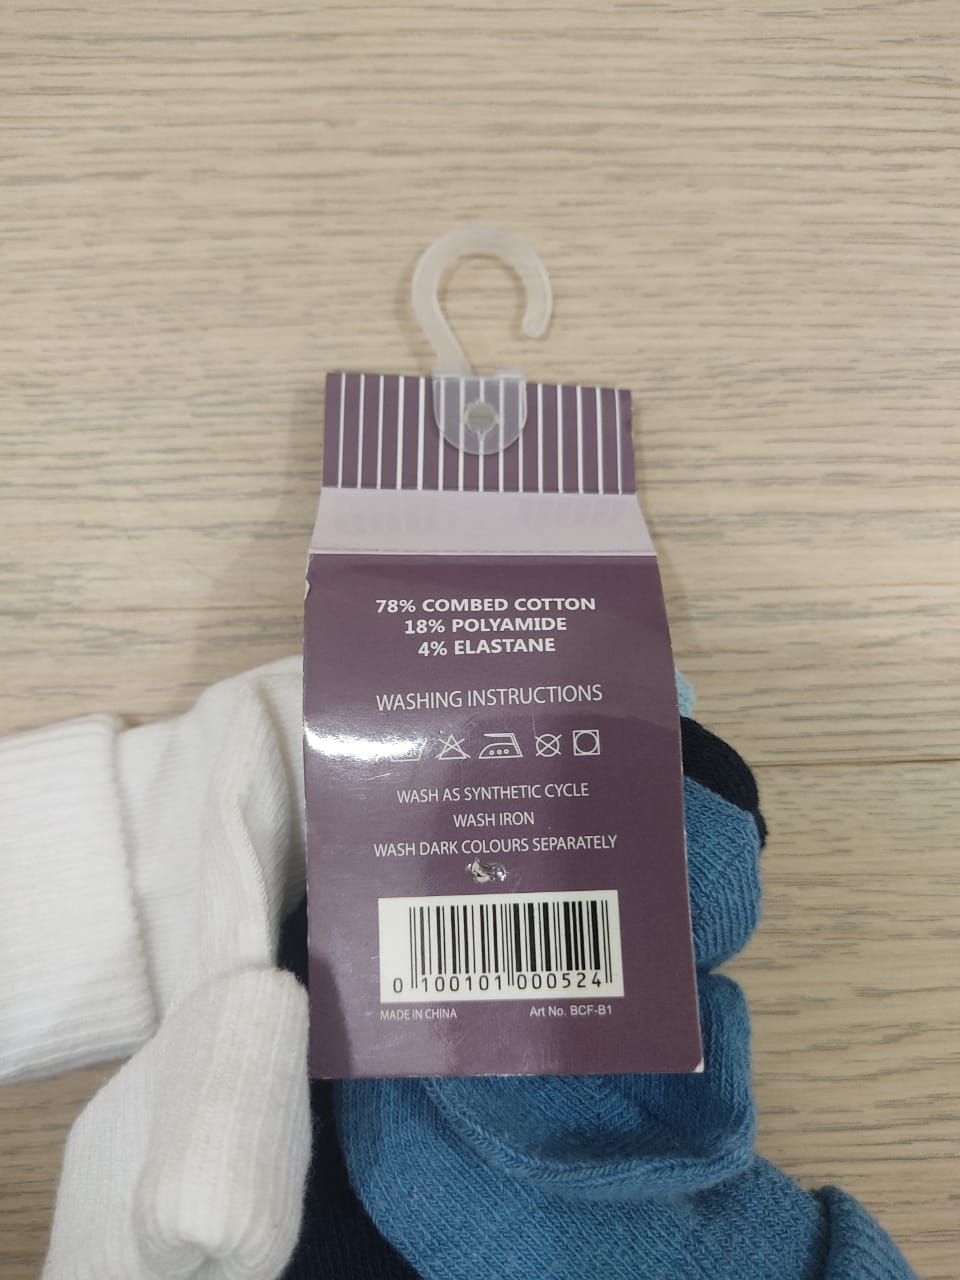 78% COMBED COTTON
18% POLYAMIDE
4% ELASTANE
WASHING INSTRUCTIONS
WASH AS SYNTHETIC CYCLE
WASH IRON
WASH DARK COLOURS SEPARATELY
0 100101 000524
MADE IN CHINA Art No. BCF-B1